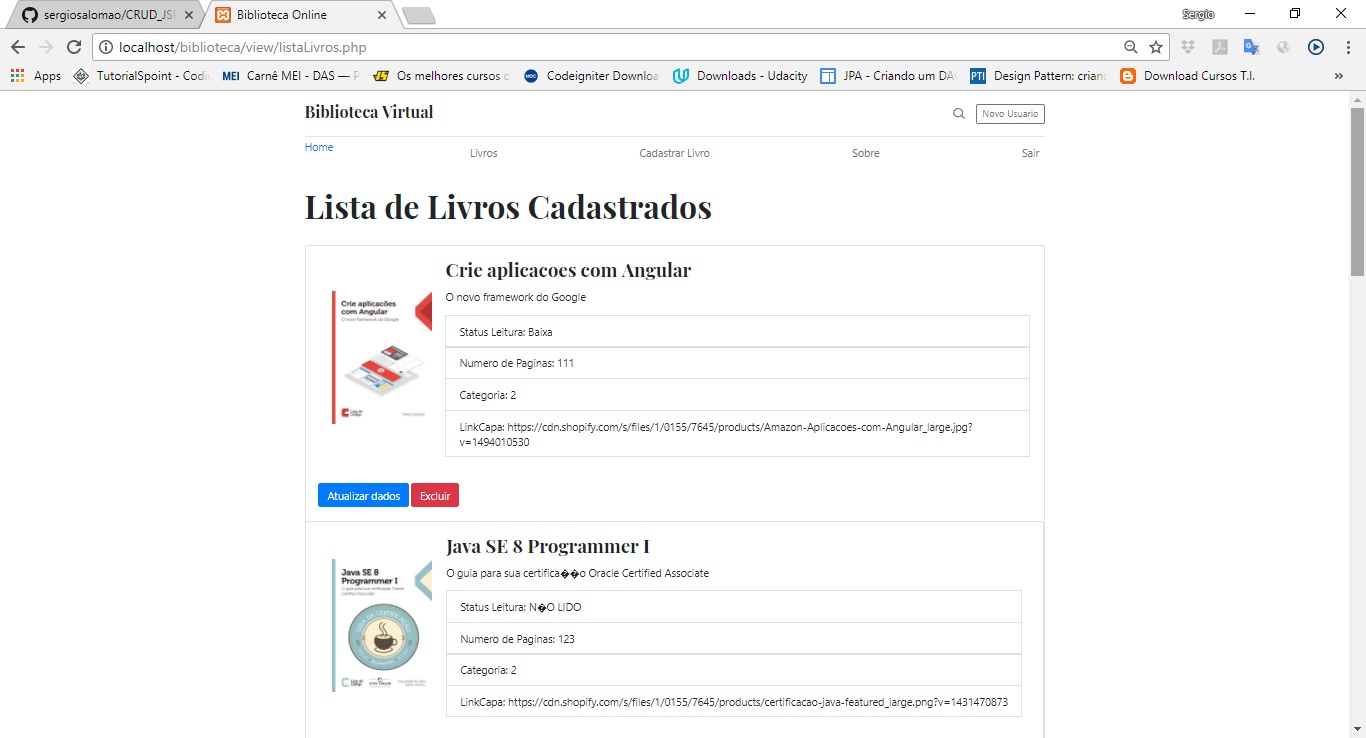 sergiosalomao/CRUD_JSP
Biblioteca Online
Sergio
localhost/biblioteca/view/listaLivros.php
Apps
TutorialSpoint - Codi
MEI Carnê MEI - DAS — P
Os melhores cursos
Codeigniter Downloa
Downloads - Udacity
JPA - Criando um DA
PTI Design Pattern: crian
Download Cursos T.I.
Biblioteca Virtual
Novo Usuario
Home
Livros
Cadastrar Livro
Sobre
Sair
Lista de Livros Cadastrados
Crie aplicacoes com Angular
O novo framework do Google
Crie aplicacões
com Angular
O novo framework do Google
Status Leitura: Baixa
Numero de Paginas: 111
Categoria: 2
LinkCapa: https://cdn.shopify.com/s/files/1/0155/7645/products/Amazon-Aplicacoes-com-Angular_large.jpg?
v=1494010530
Atualizar dados
Excluir
Java SE 8 Programmer I
O guia para sua certifica��o Oracle Certified Associate
Java SE 8
Programmer I
O guia para sua certificação Oracle
Certified Associate
Status Leitura: N�O LIDO
Numero de Paginas: 123
Categoria: 2
LinkCapa: https://cdn.shopify.com/s/files/1/0155/7645/products/certificacao-java-featured_large.png?v=1431470873